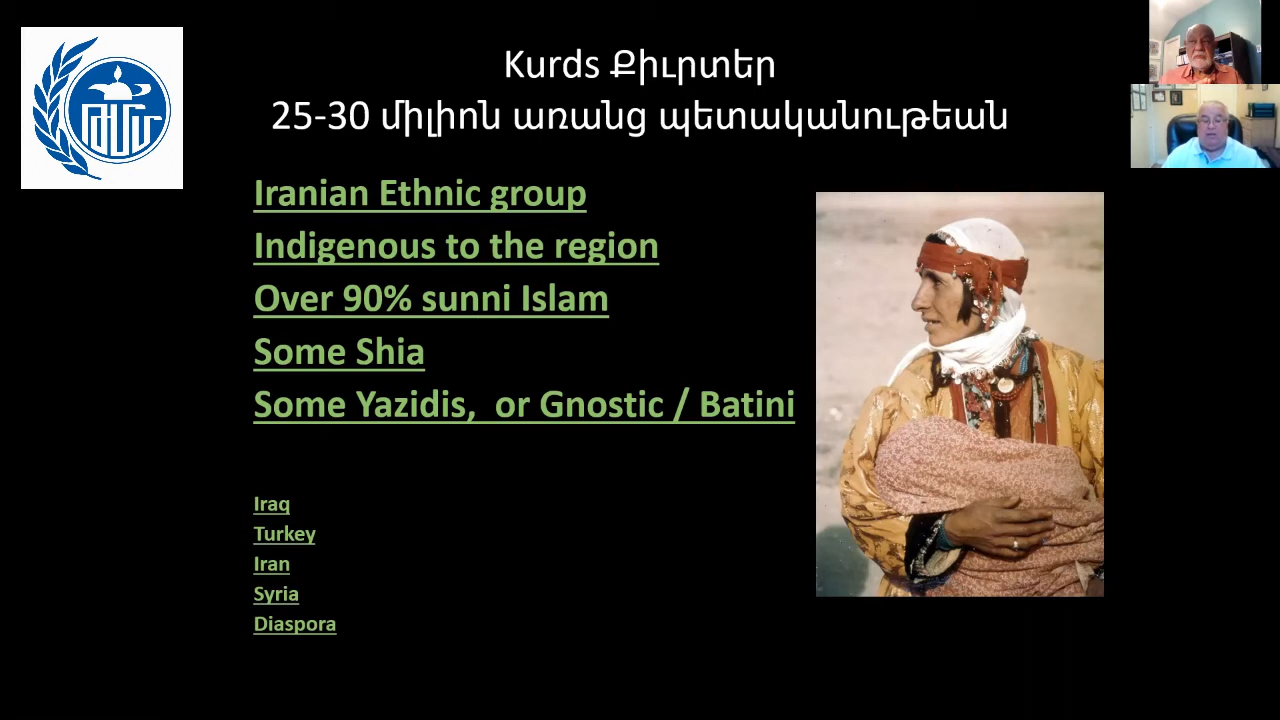 Kurds Քիւրտեր
25-30 միլիոն առանց պետականութեան
Iranian Ethnic group
Indigenous to the region
Over 90% sunni Islam
Some Shia
Some Yazidis, or Gnostic / Batini
Iraq
Turkey
Iran
Syria
Diaspora